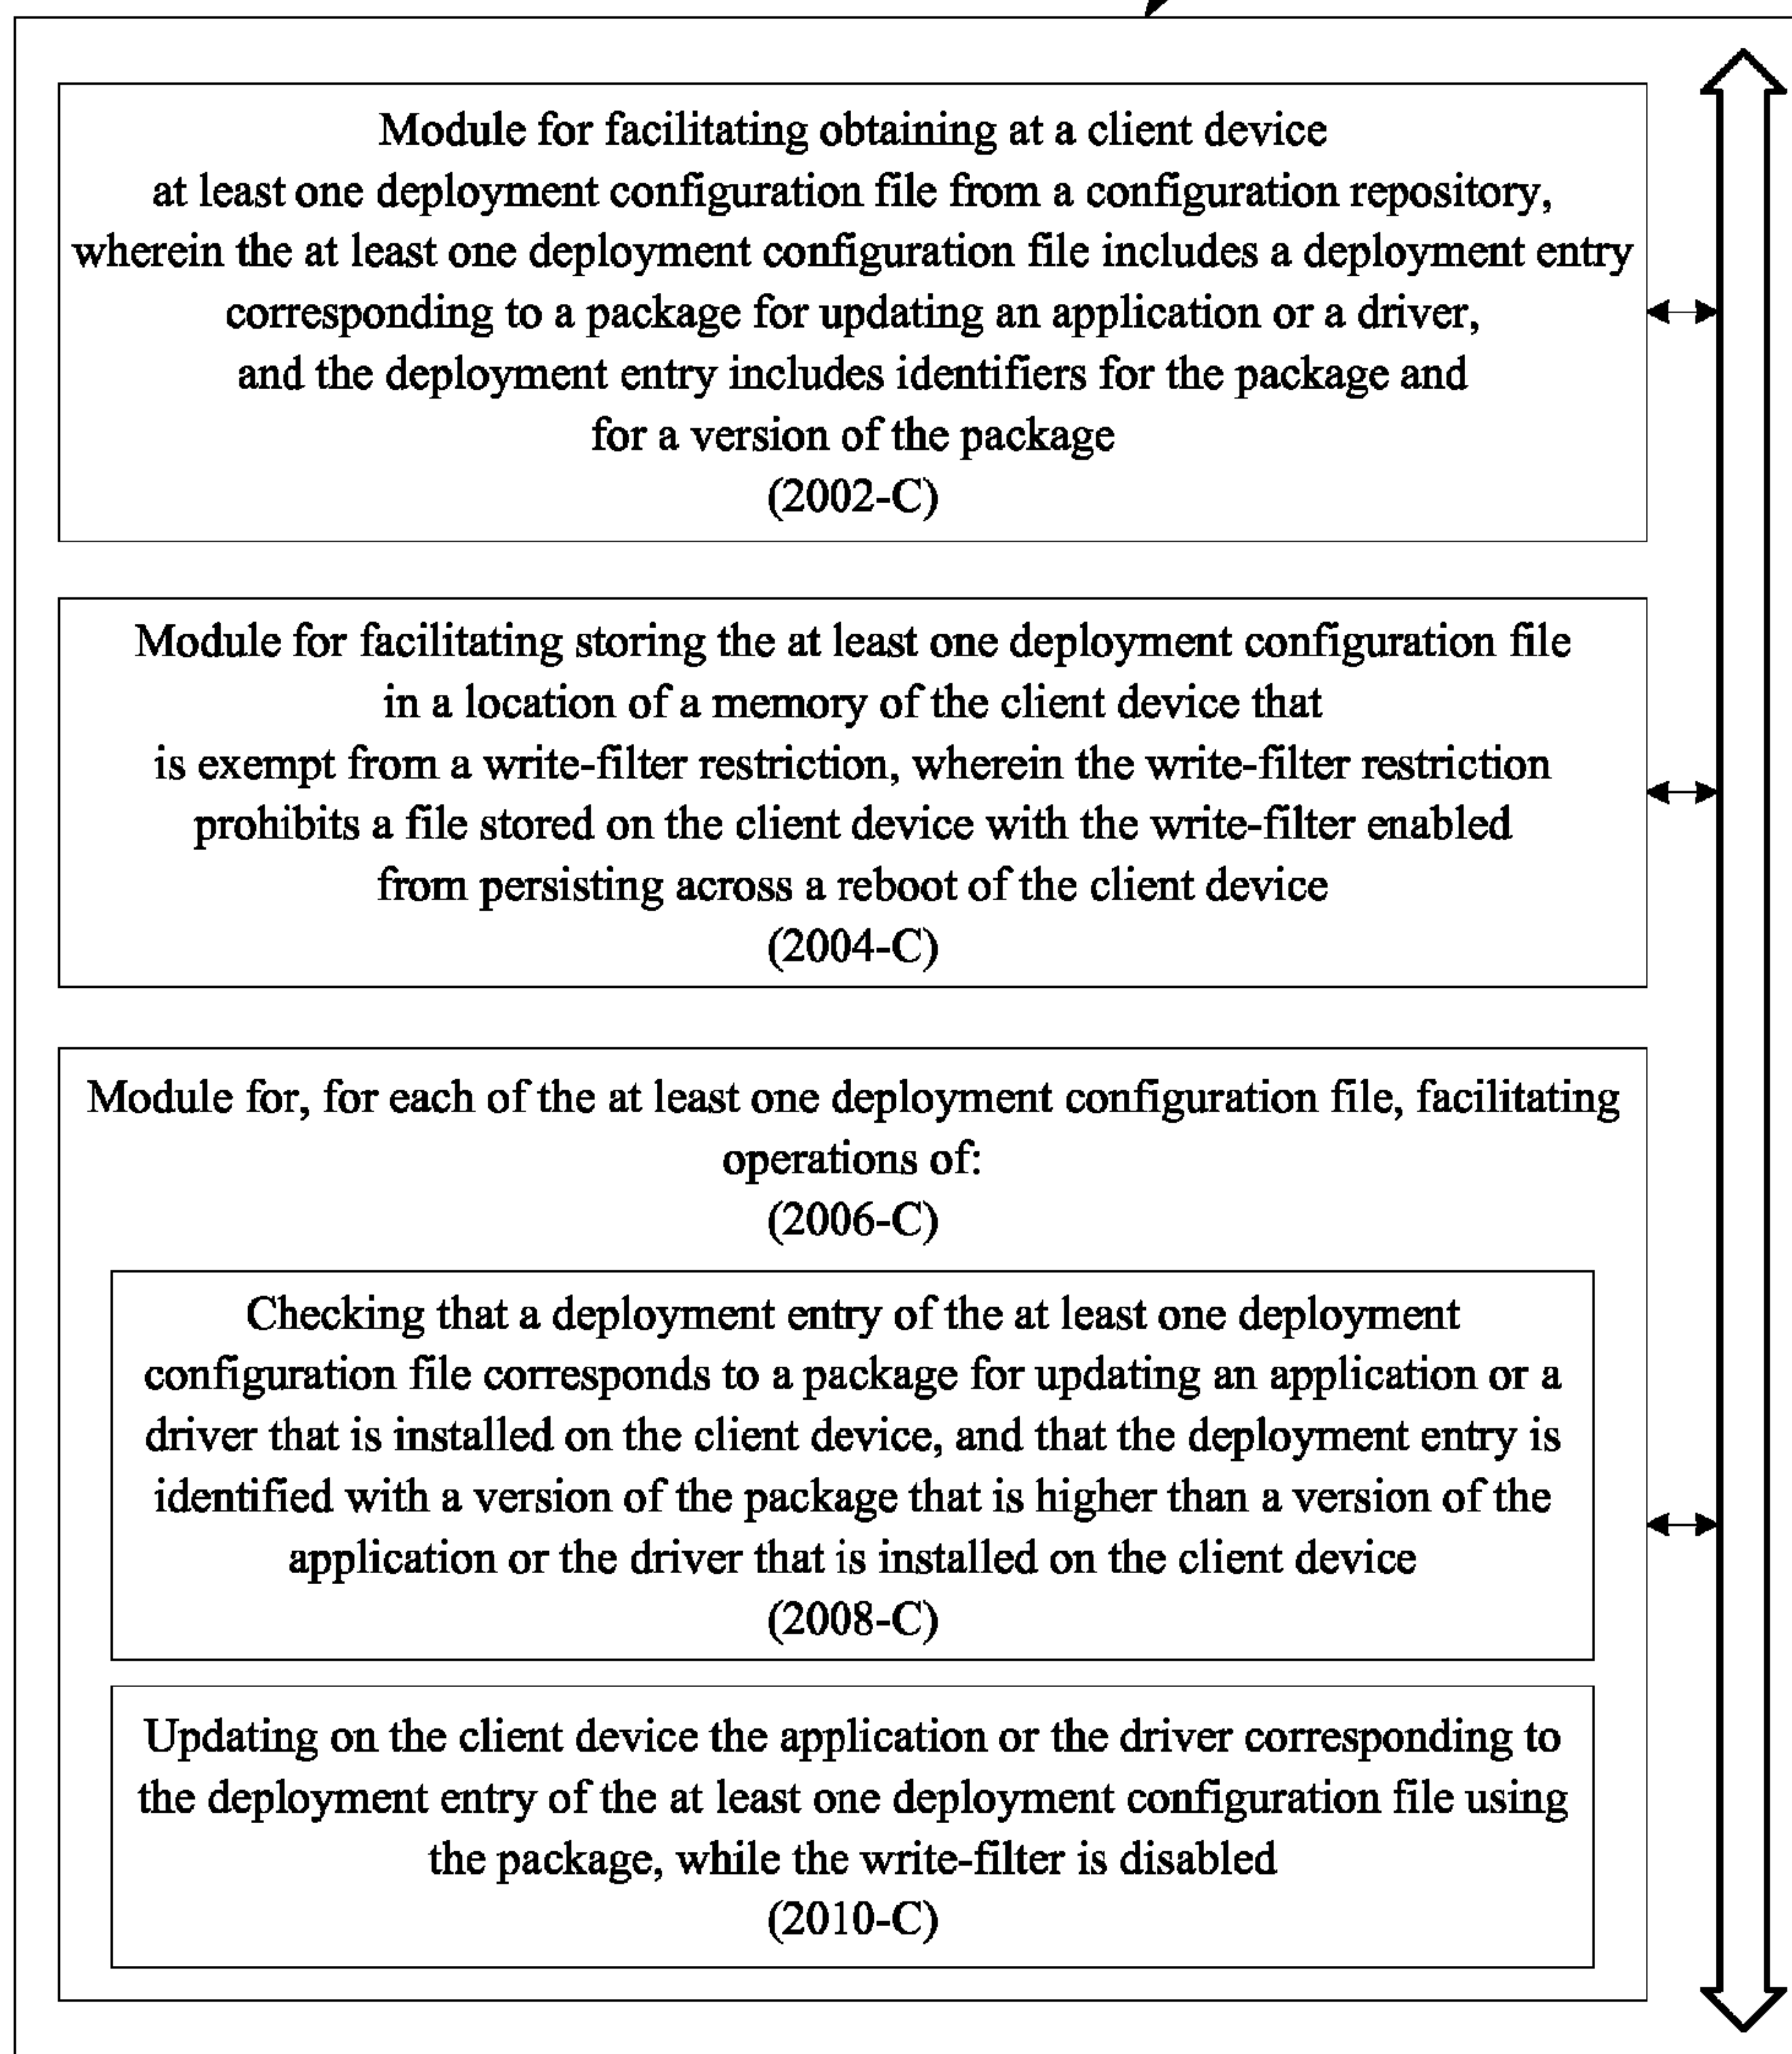 Module for facilitating obtaining at a client device
at least one deployment configuration file from a configuration repository,
wherein the at least one deployment configuration file includes a deployment entry
corresponding to a package for updating an application or a driver,
and the deployment entry includes identifiers for the package and
for a version of the package
(2002-C)
Module for facilitating storing the at least one deployment configuration file
in a location of a memory of the client device that
is exempt from a write-filter restriction, wherein the write-filter restriction
prohibits a file stored on the client device with the write-filter enabled
from persisting across a reboot of the client device
(2004-C)
Module for, for each of the at least one deployment configuration file, facilitating
operations of:
(2006-C)
Checking that a deployment entry of the at least one deployment
configuration file corresponds to a package for updating an application or a
driver that is installed on the client device, and that the deployment entry is
identified with a version of the package that is higher than a version of the
application or the driver that is installed on the client device
(2008-C)
Updating on the client device the application or the driver corresponding to
the deployment entry of the at least one deployment configuration file using
the package, while the write-filter is disabled
(2010-C)